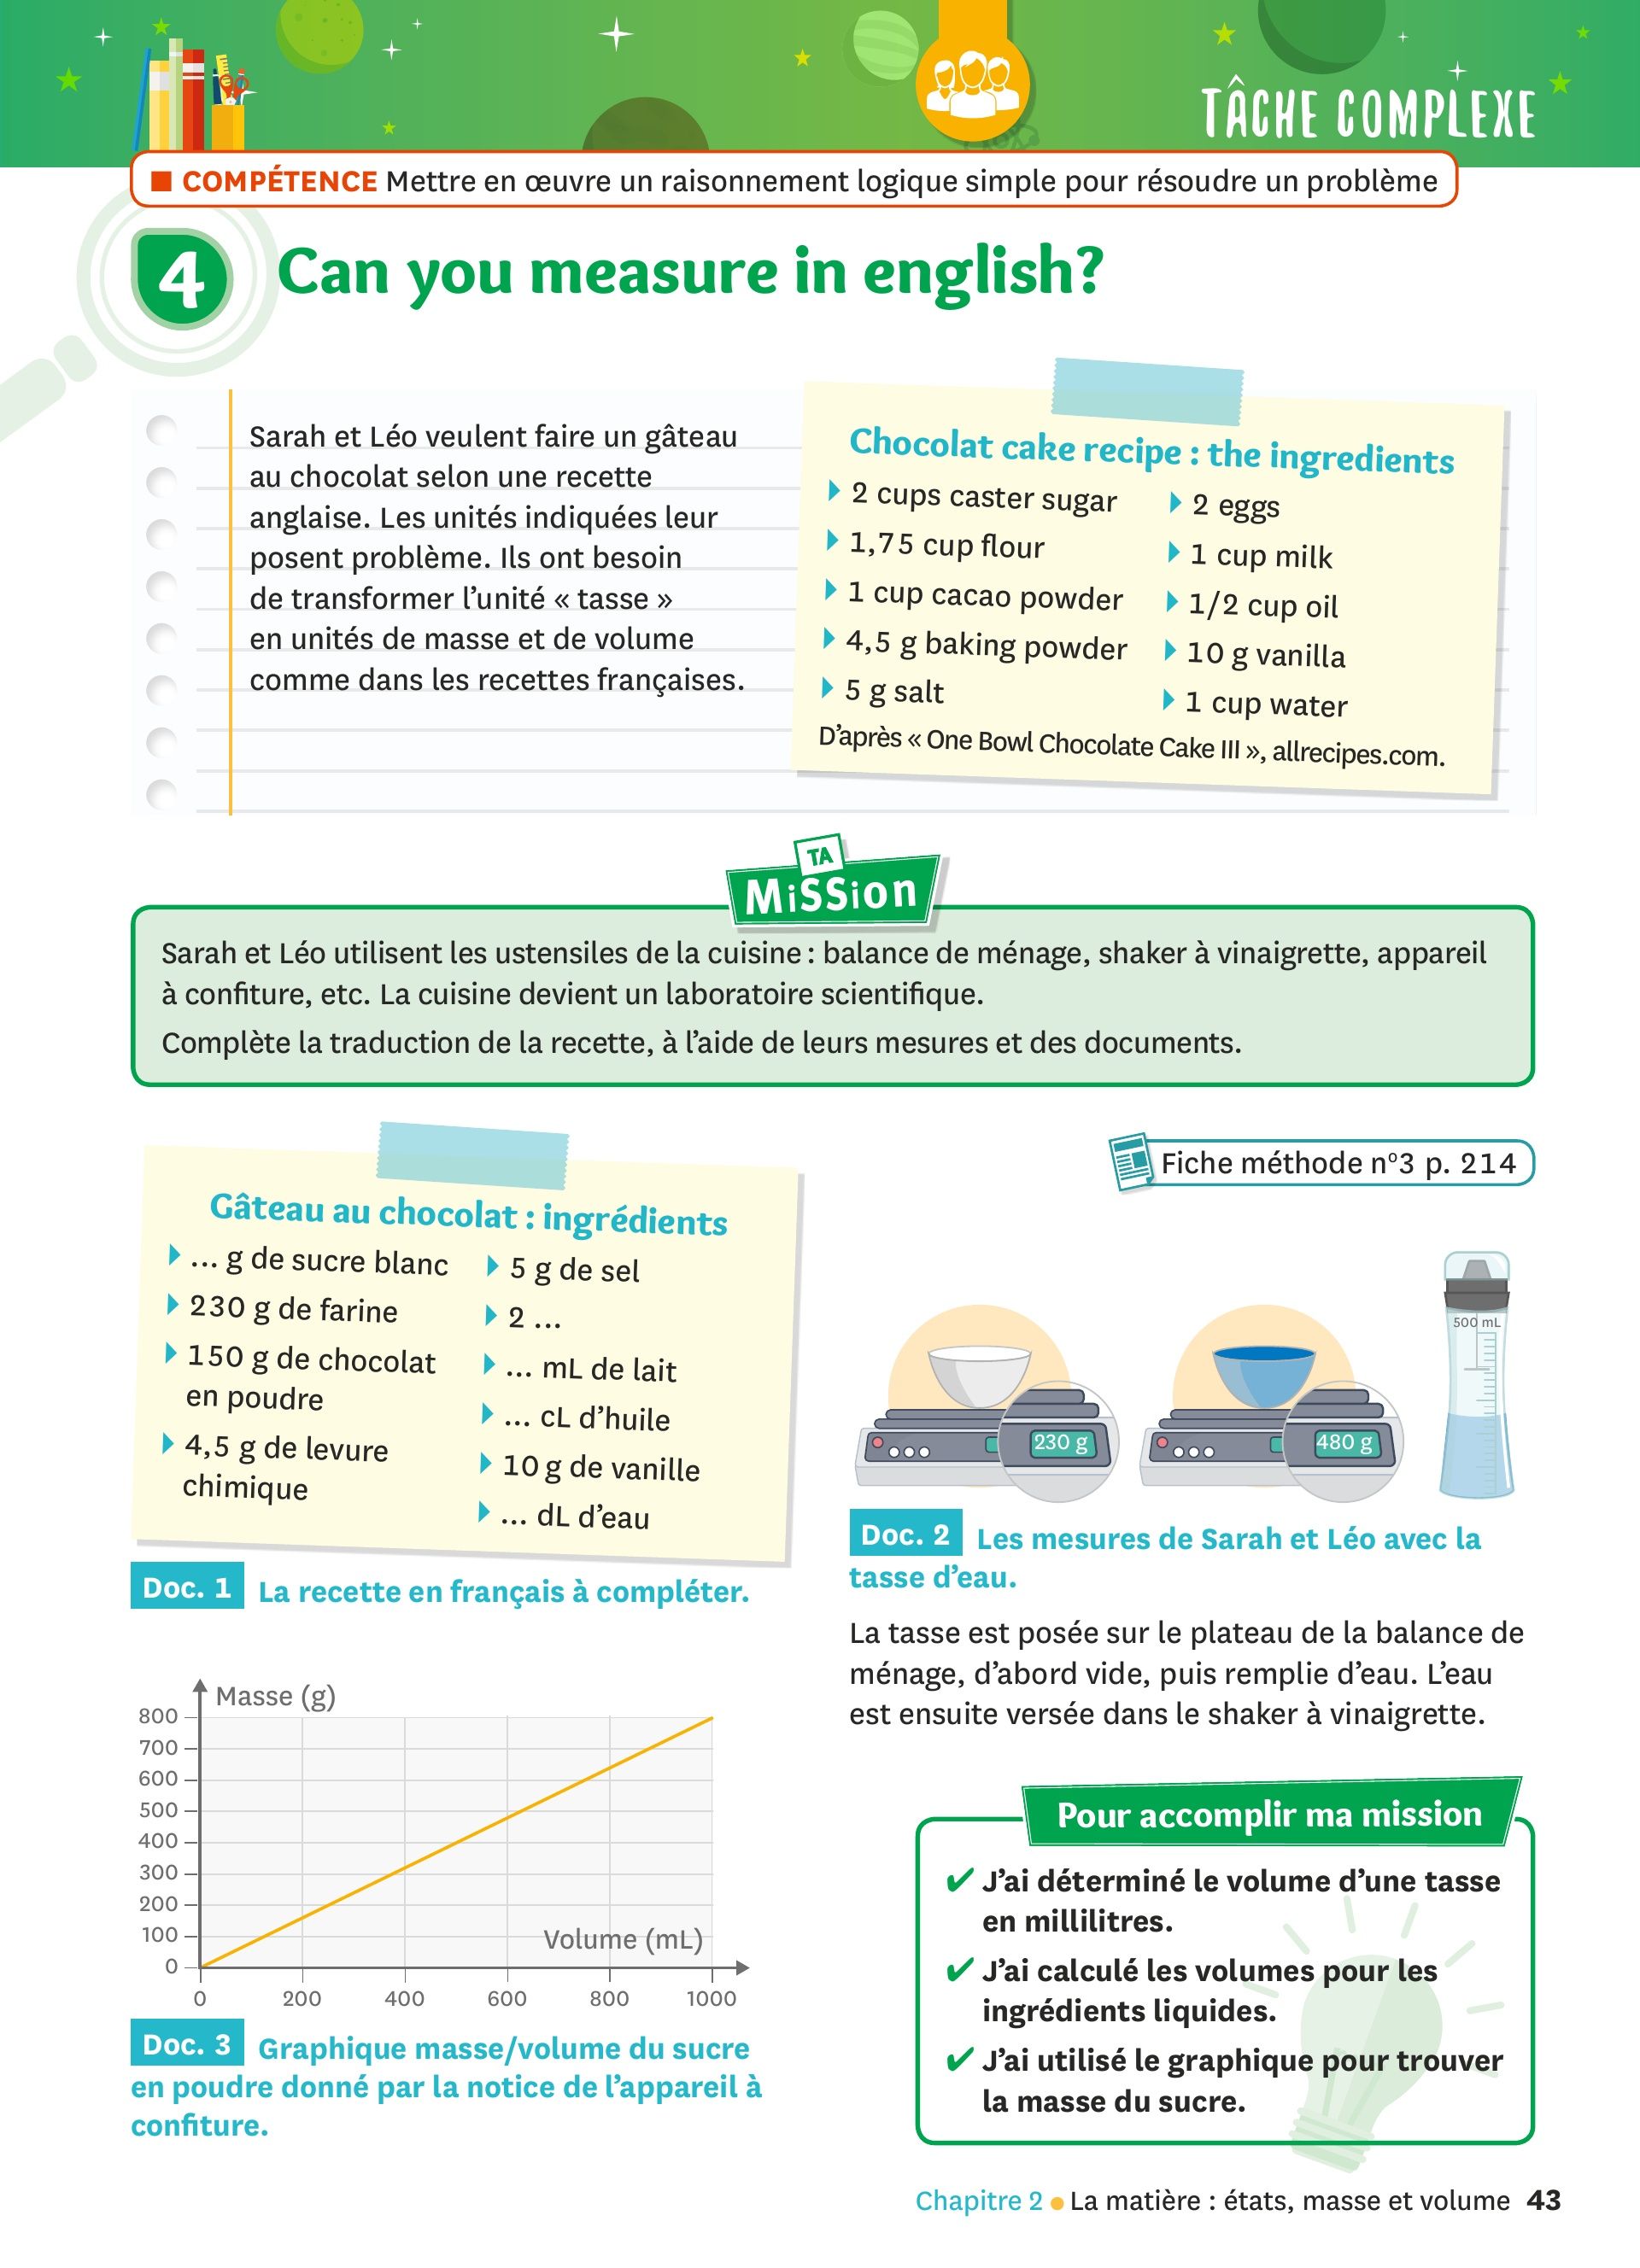 TÂCHE COMPLEXE
■ COMPÉTENCE Mettre en œuvre un raisonnement logique simple pour résoudre un problème
4 Can you measure in english?
Sarah et Léo veulent faire un gâteau
au chocolat selon une recette
anglaise. Les unités indiquées leur
posent problème. Ils ont besoin
de transformer l'unité « tasse »
en unités de masse et de volume
comme dans les recettes françaises.
Chocolat cake recipe : the ingredients
2 cups caster sugar
1,75 cup flour
1 cup cacao powder
4,5 g baking powder
5 g salt
2 eggs
1 cup milk
1/2 cup oil
10 g vanilla
1 cup water
D'après « One Bowl Chocolate Cake III », allrecipes.com.
TA
MiSSion
Sarah et Léo utilisent les ustensiles de la cuisine : balance de ménage, shaker à vinaigrette, appareil
à confiture, etc. La cuisine devient un laboratoire scientifique.
Complète la traduction de la recette, à l'aide de leurs mesures et des documents.
Gâteau au chocolat : ingrédients
... g de sucre blanc
230 g de farine
150 g de chocolat
en poudre
4,5 g de levure
chimique
5 g de sel
2 ...
... mL de lait
... cL d'huile
10 g de vanille
... dL d'eau
Doc. 1 La recette en français à compléter.
Fiche méthode n°3 p. 214
230 g
480 g
500 mL
Doc. 2 Les mesures de Sarah et Léo avec la
tasse d'eau.
La tasse est posée sur le plateau de la balance de
ménage, d'abord vide, puis remplie d'eau. L'eau
est ensuite versée dans le shaker à vinaigrette.
Masse (g)
800
700
600
500
400
300
200
100
0
Volume (mL)
0 200 400 600 800 1000
Doc. 3 Graphique masse/volume du sucre
en poudre donné par la notice de l'appareil à
confiture.
Pour accomplir ma mission
✔ J'ai déterminé le volume d'une tasse
en millilitres.
✔ J'ai calculé les volumes pour les
ingrédients liquides.
✔ J'ai utilisé le graphique pour trouver
la masse du sucre.
Chapitre 2 ● La matière : états, masse et volume 43